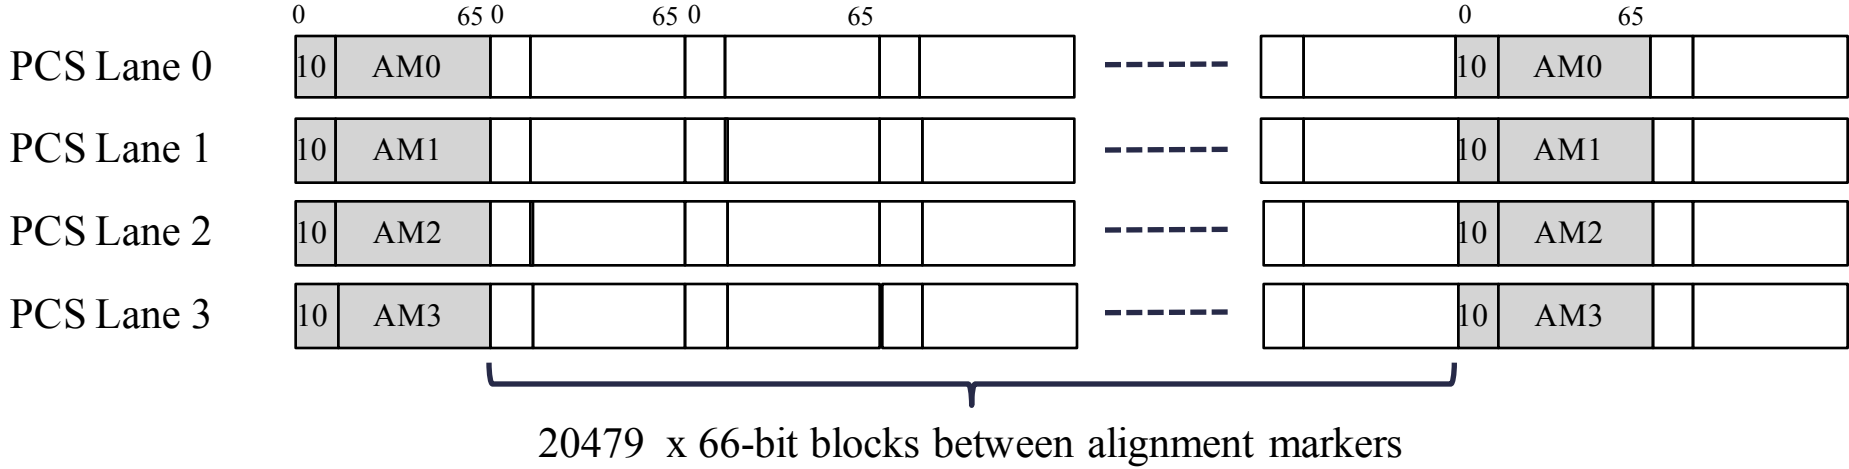 0 65 0 65 0 65 0 65
PCS Lane 0 10 AM0 10 AM0
PCS Lane 1 10 AM1 10 AM1
PCS Lane 2 10 AM2 10 AM2
PCS Lane 3 10 AM3 10 AM3
20479 x 66-bit blocks between alignment markers